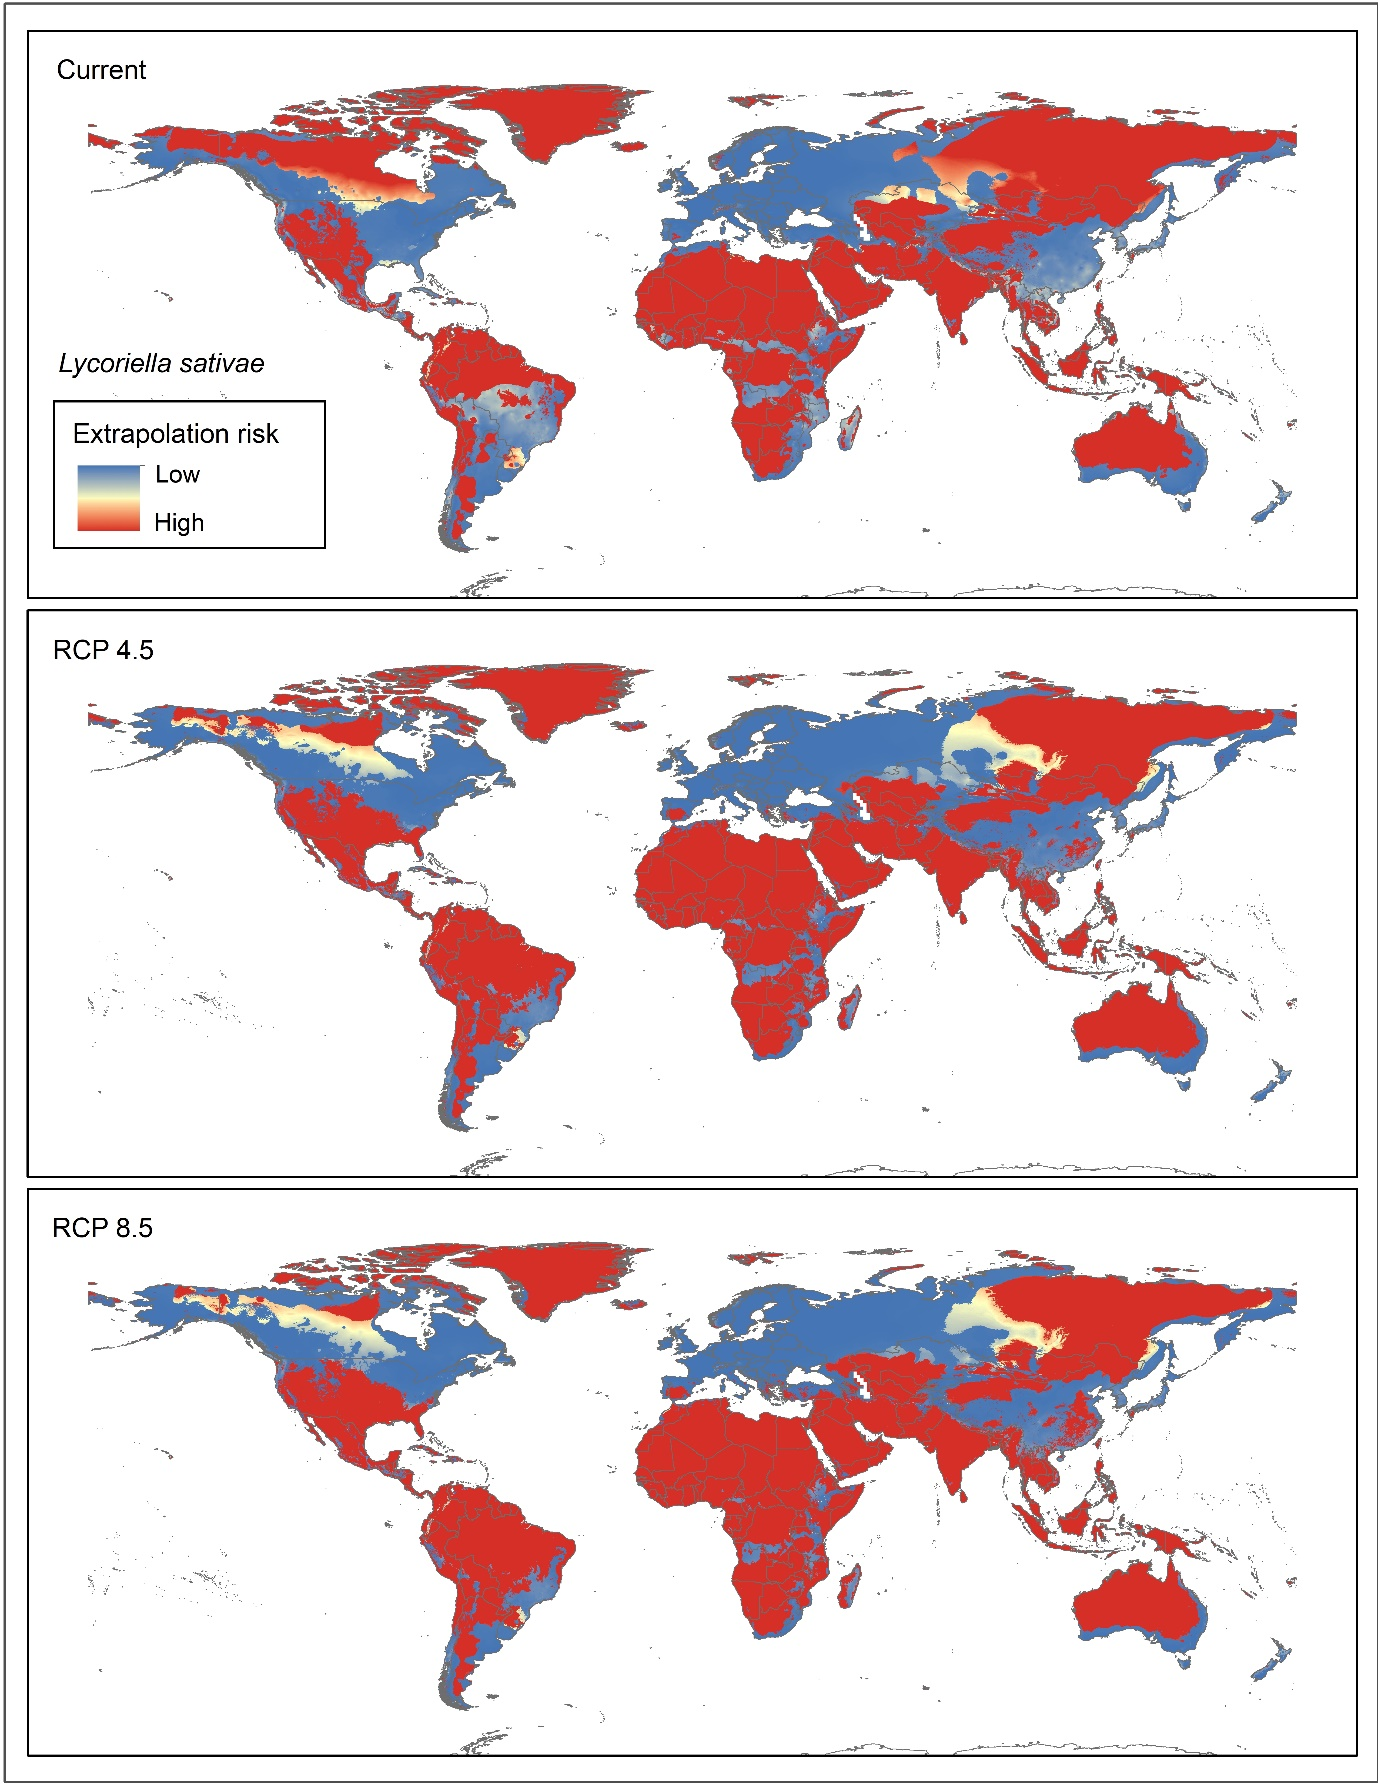 Current
Lycoriella sativae
Extrapolation risk
Low
High
RCP 4.5
RCP 8.5